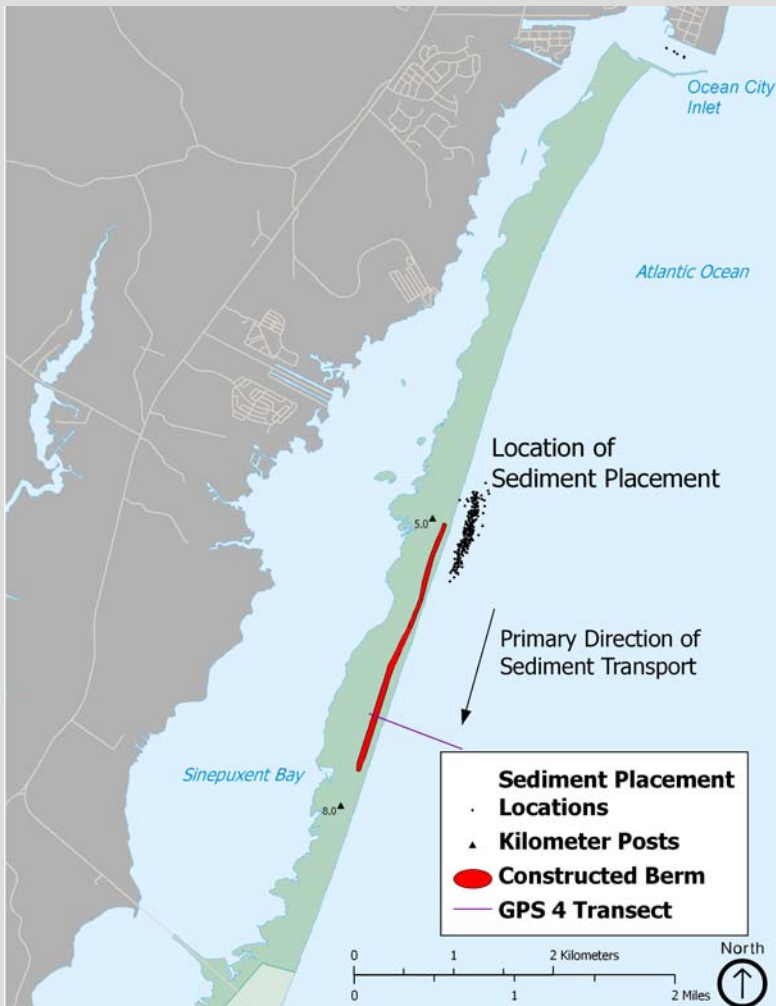 Ocean City
Inlet
Atlantic Ocean
Location of
Sediment Placement
5.0
Primary Direction of
Sediment Transport
Sinepuxent Bay
8.0
Sediment Placement
Locations
Kilometer Posts
Constructed Berm
GPS 4 Transect
0 1 2 Kilometers
0 1 2 Miles
North